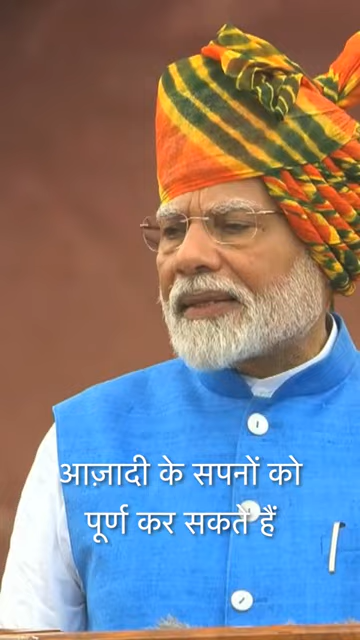 आज़ादी के सपनों को
पूर्ण कर सकते हैं